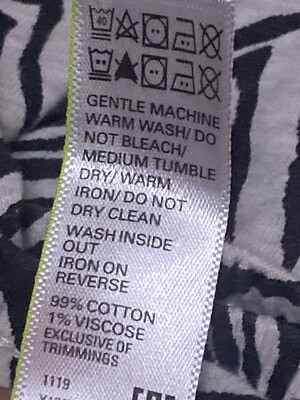 40
GENTLE MACHINE
WARM WASH/ DO
NOT BLEACH/
MEDIUM TUMBLE
DRY/ WARM
IRON/ DO NOT
DRY CLEAN
WASH INSIDE
OUT
IRON ON
REVERSE
99% COTTON
1% VISCOSE
EXCLUSIVE OF
TRIMMINGS
1119